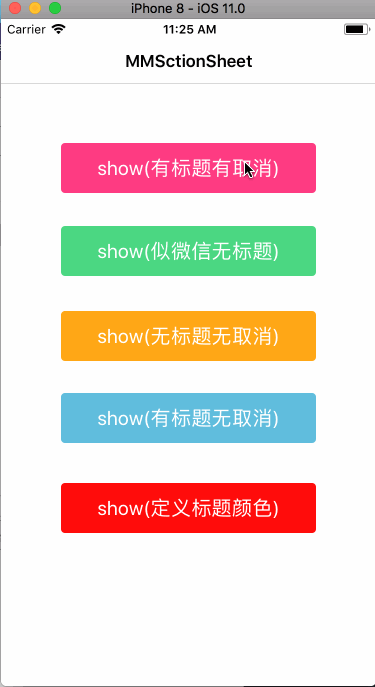 iPhone 8 - iOS 11.0
Carrier 11:25 AM
MMSctionSheet
show(有标题有取消)
show(似微信无标题)
show(无标题无取消)
show(有标题无取消)
show(定义标题颜色)